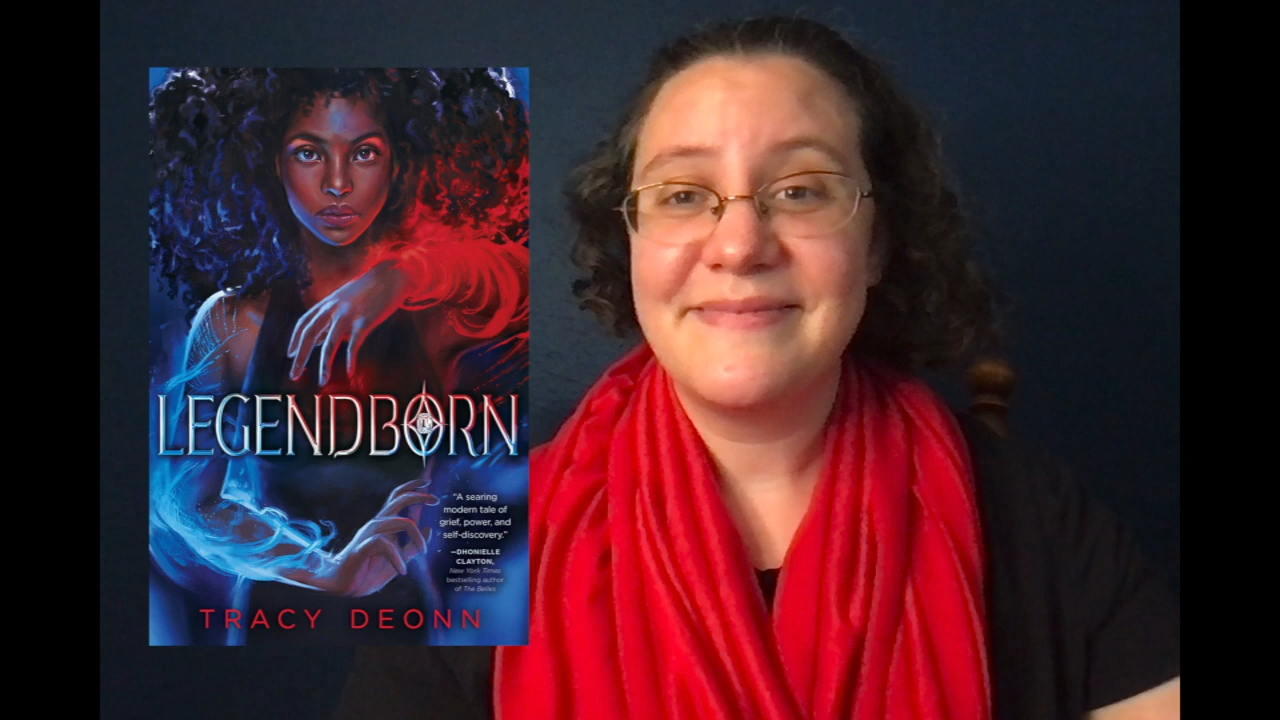 LEGENDBORN
“A searing
modern tale of
grief, power, and
self-discovery.”
—DHONIELLE
CLAYTON,
New York Times
bestselling author
of The Belles
TRACY DEONN